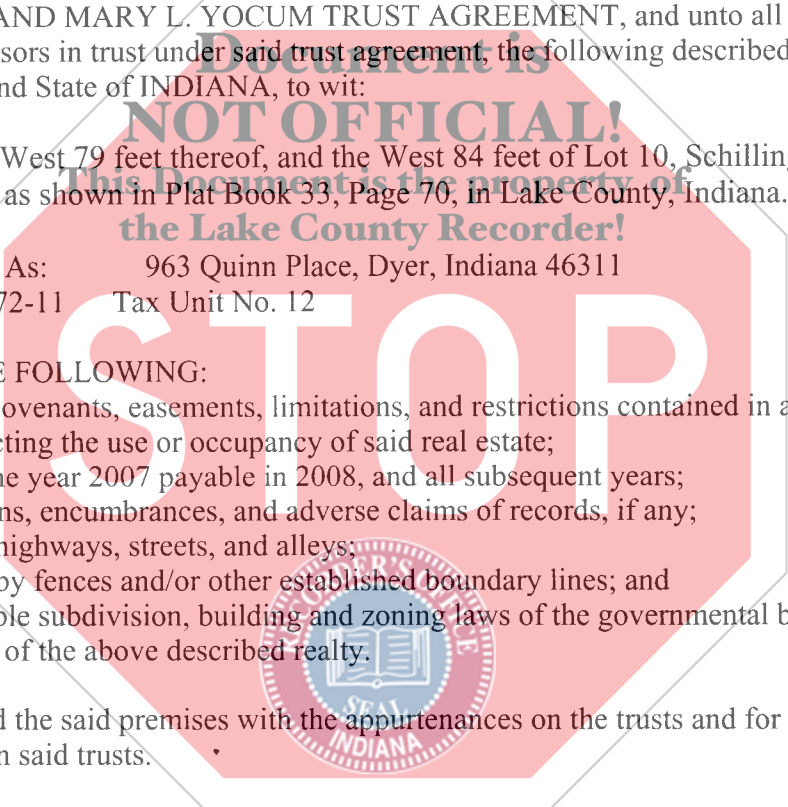 AND MARY L. YOCUM TRUST AGREEMENT, and unto all
sors in trust under said trust agreement, the following described
nd State of INDIANA, to wit:
Document is
NOT OFFICIAL!
West 79 feet thereof, and the West 84 feet of Lot 10, Schilling
This Document is the property of
as shown in Plat Book 33, Page 70, in Lake County, Indiana.
the Lake County Recorder!
As: 963 Quinn Place, Dyer, Indiana 46311
72-11 Tax Unit No. 12
STOP
E FOLLOWING:
ovenants, easements, limitations, and restrictions contained in a
cting the use or occupancy of said real estate;
ne year 2007 payable in 2008, and all subsequent years;
ns, encumbrances, and adverse claims of records, if any;
highways, streets, and alleys;
by fences and/or other established boundary lines; and
ble subdivision, building and zoning laws of the governmental b
of the above described realty.
RECORDER'S OFFICE
SEAL
INDIANA
d the said premises with the appurtenances on the trusts and for
n said trusts.